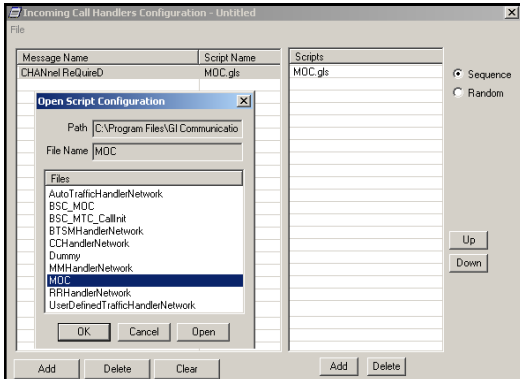 Incoming Call Handlers Configuration - Untitled
File
Message Name Script Name Scripts
CHANnel ReQuireD MOC.gls MOC.gls
Sequence
Random
Open Script Configuration
Path C:\Program Files\GI Communicatio
File Name MOC
Files
AutoTrafficHandlerNetwork
BSC_MOC
BSC_MTC_CallInit
BTSMHandlerNetwork
CCHandlerNetwork
Dummy
MMHandlerNetwork
MOC
RRHandlerNetwork
UserDefinedTrafficHandlerNetwork
OK Cancel Open
Up
Down
Add Delete Clear Add Delete